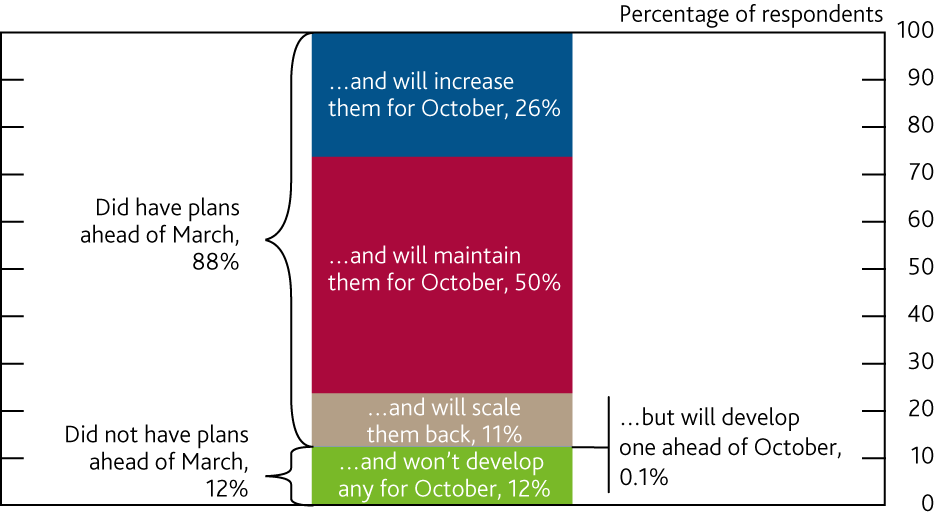 Percentage of respondents
100
90
80
70
60
50
40
30
20
10
0
Did have plans
ahead of March,
88%
Did not have plans
ahead of March,
12%
…and will increase
them for October, 26%
…and will maintain
them for October, 50%
…and will scale
them back, 11%
…and won’t develop
any for October, 12%
…but will develop
one ahead of October,
0.1%